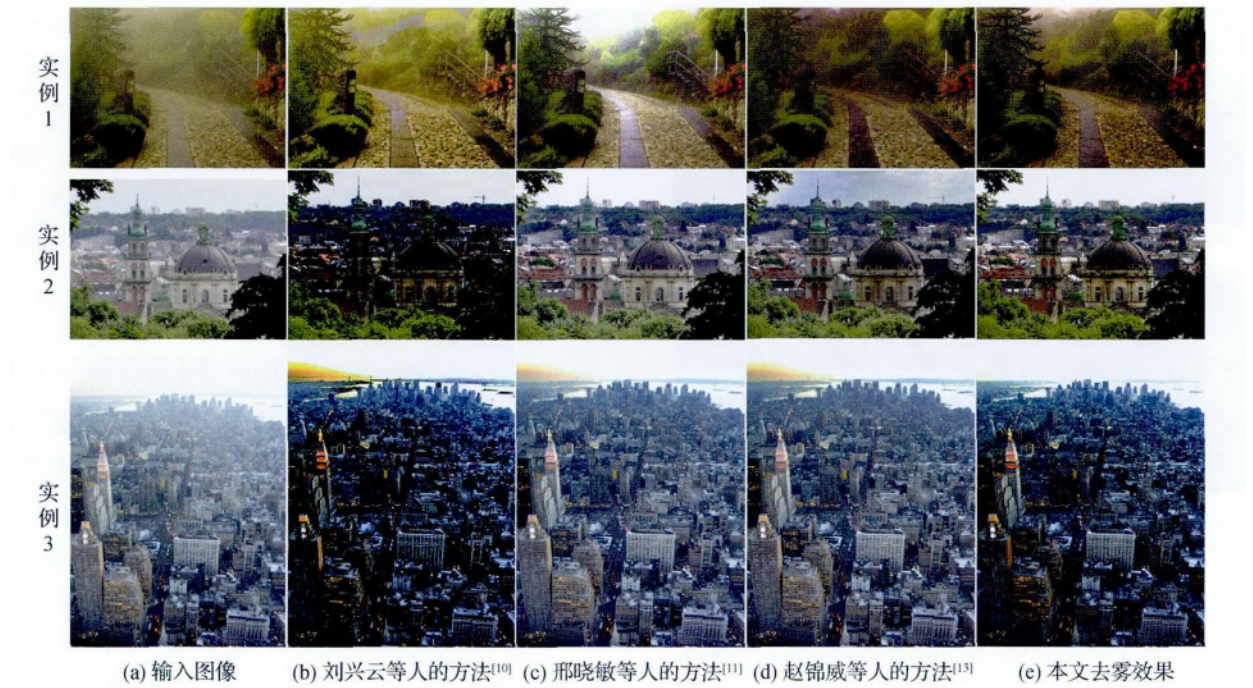 实例1
实例2
实例3
(a) 输入图像 (b) 刘兴云等人的方法[10] (c) 邢晓敏等人的方法[11] (d) 赵锦威等人的方法[13] (e) 本文去雾效果